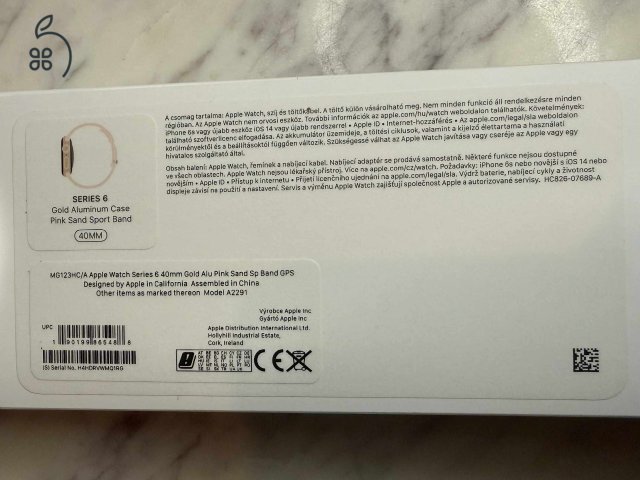 A csomag tartalma: Apple Watch, szíj és töltőkábel. A töltő külön vásárolható meg. Nem minden funkció áll rendelkezésre minden
régióban. Az Apple Watch nem orvosi eszköz. További információk az apple.com/hu/watch weboldalon találhatók. Követelmények:
iPhone 6s vagy újabb eszköz iOS 14 vagy újabb rendszerrel • Apple ID • Internet-hozzáférés • Az apple.com/legal/sla weboldalon
található szoftverlicenc elfogadása. Az akkumulátor üzemideje, a töltési ciklusok, valamint a kijelző élettartama a használati
körülményektől és a beállításoktól függően változik. Szükségessé válhat az Apple Watch javítása vagy cseréje az Apple vagy egy
hivatalos szolgáltató által.
Obsah balení: Apple Watch, řemínek a nabíjecí kabel. Nabíjecí adaptér se prodává samostatně. Některé funkce nejsou dostupné
ve všech oblastech. Apple Watch nejsou lékařský přístroj. Více na apple.com/cz/watch. Požadavky: iPhone 6s nebo novější s iOS 14 nebo
novějším • Apple ID • Přístup k internetu • Přijetí licenčního ujednání na apple.com/legal/sla. Výdrž baterie, nabíjecí cykly a životnost
displeje závisí na použití a nastavení. Servis a výměnu Apple Watch zajišťují společnost Apple a autorizované servisy. HC826-07689-A
SERIES 6
Gold Aluminum Case
Pink Sand Sport Band
40MM
MG123HC/A Apple Watch Series 6 40mm Gold Alu Pink Sand Sp Band GPS
Designed by Apple in California Assembled in China
Other items as marked thereon Model A2291
Výrobce Apple Inc
Gyártó Apple Inc
UPC
1 90199 86548 8
Apple Distribution International Ltd.
Hollyhill Industrial Estate,
Cork, Ireland
(S) Serial No. H4HDRVWMQ1RG
CE